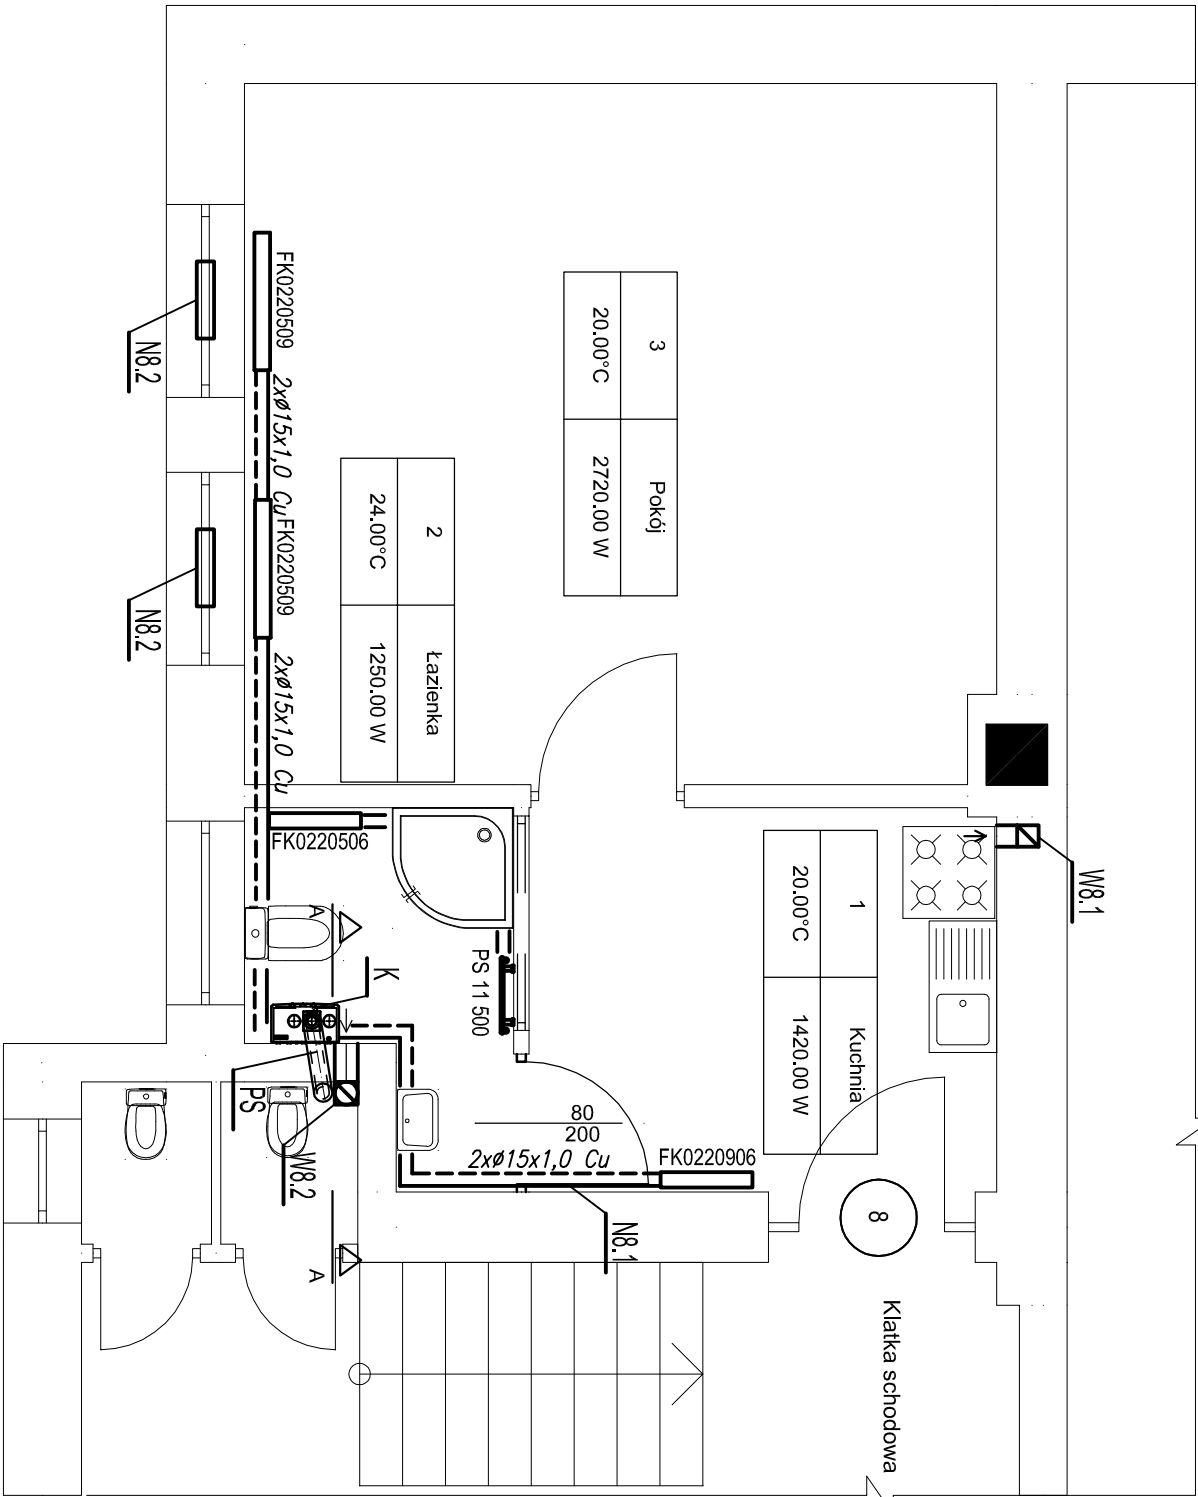 FK0220509
N8.2
2xø15x1,0 Cu
FK0220509
N8.2
2xø15x1,0 Cu
3
Pokój
20.00°C
2720.00 W
2
Łazienka
24.00°C
1250.00 W
FK0220506
1
Kuchnia
20.00°C
1420.00 W
W8.1
A
K
PS 11 500
PS
W8.2
80
200
2xø15x1,0 Cu
FK0220906
N8.1
8
A
Klatka schodowa